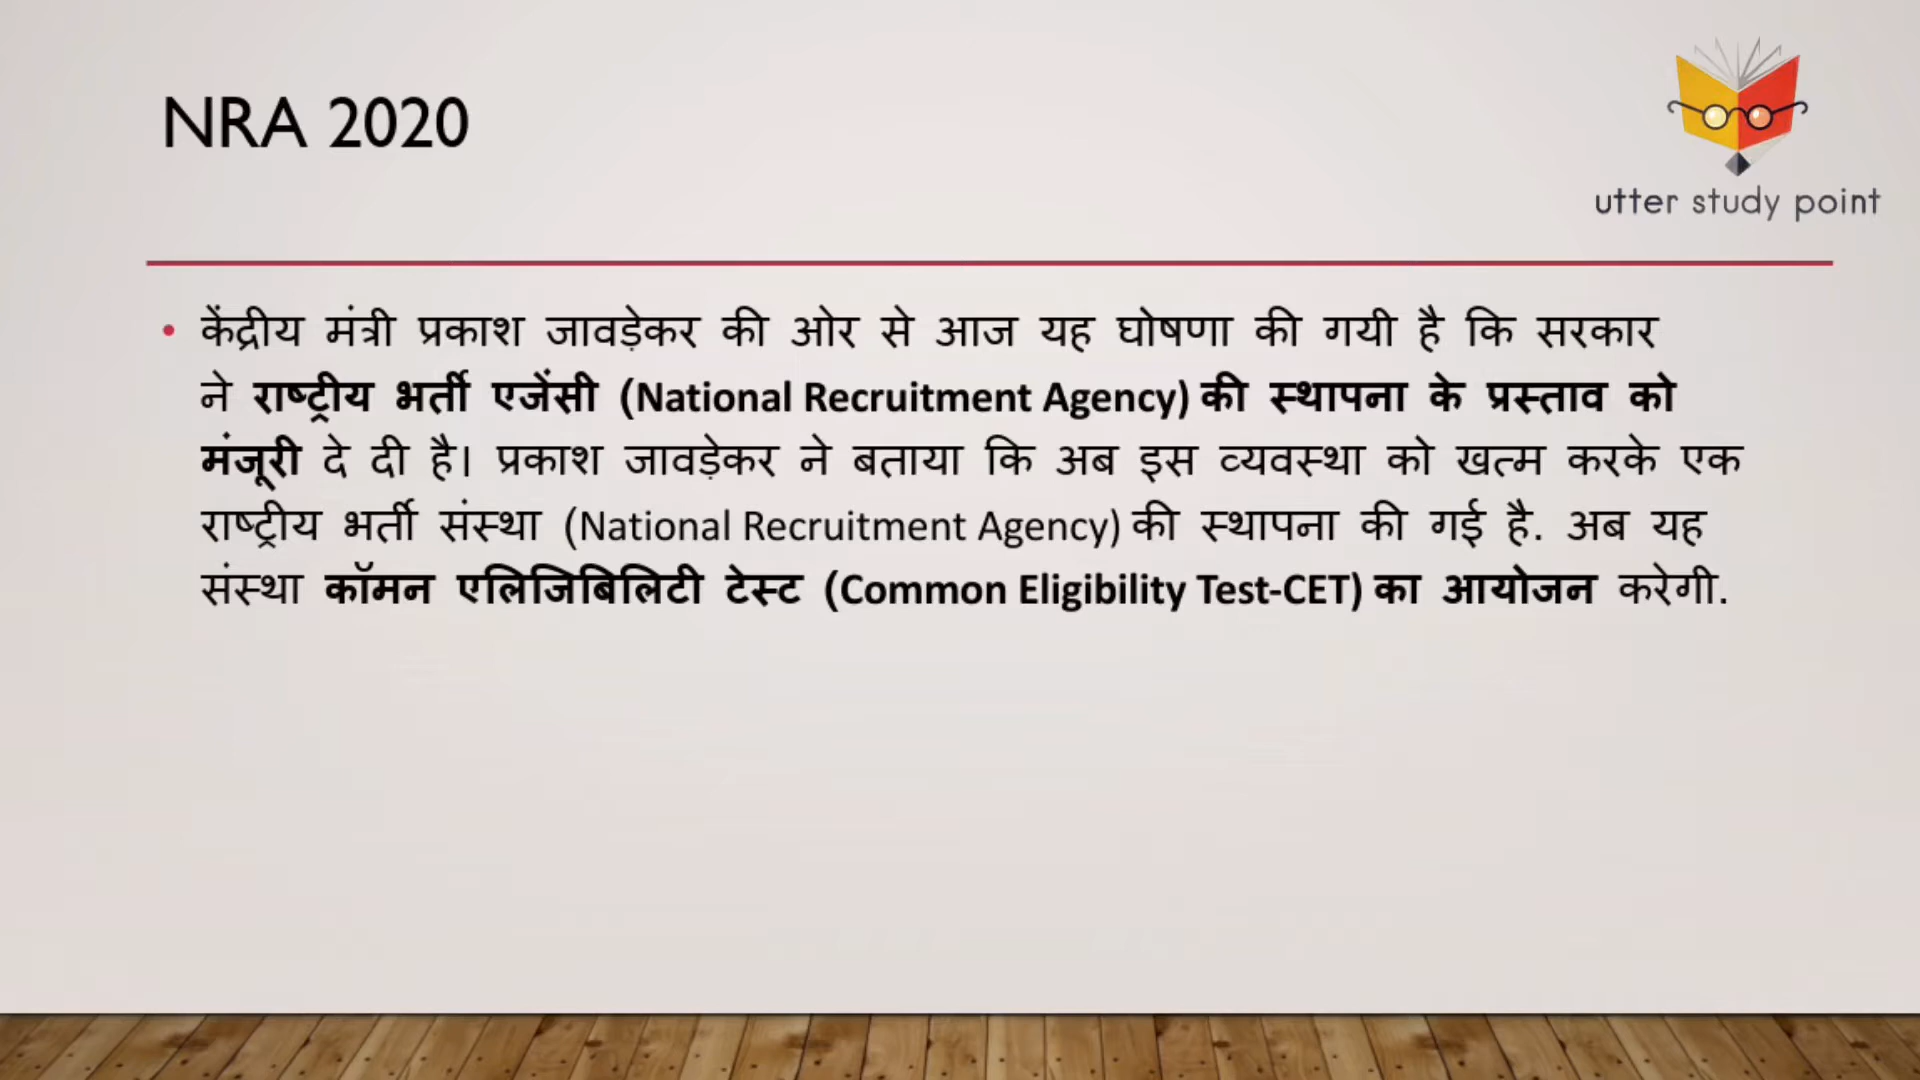 NRA 2020
utter study point
• केंद्रीय मंत्री प्रकाश जावड़ेकर की ओर से आज यह घोषणा की गयी है कि सरकार
ने राष्ट्रीय भर्ती एजेंसी (National Recruitment Agency) की स्थापना के प्रस्ताव को
मंजूरी दे दी है। प्रकाश जावड़ेकर ने बताया कि अब इस व्यवस्था को खत्म करके एक
राष्ट्रीय भर्ती संस्था (National Recruitment Agency) की स्थापना की गई है. अब यह
संस्था कॉमन एलिजिबिलिटी टेस्ट (Common Eligibility Test-CET) का आयोजन करेगी.